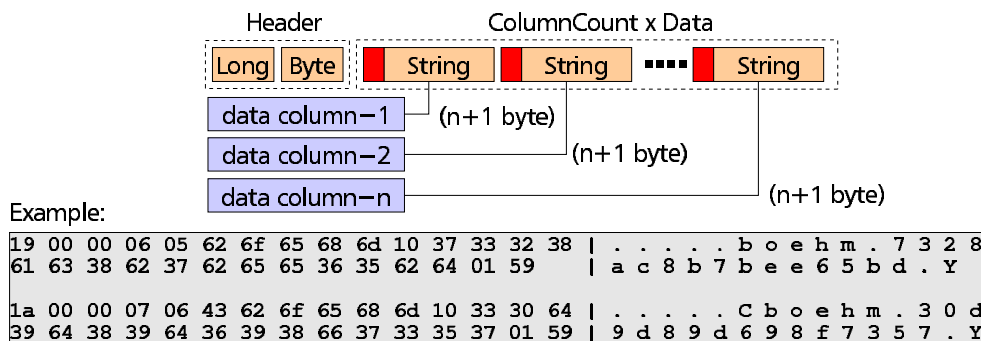 Header
ColumnCount x Data
Long Byte String String String
data column-1
(n+1 byte)
data column-2
(n+1 byte)
data column-n
(n+1 byte)
Example:
19 00 00 06 05 62 6f 65 68 6d 10 37 33 32 38 | . . . . . b o e h m . 7 3 2 8
61 63 38 62 37 62 65 65 36 35 62 64 01 59 | a c 8 b 7 b e e 6 5 b d . Y
1a 00 00 07 06 43 62 6f 65 68 6d 10 33 30 64 | . . . . . C b o e h m . 3 0 d
39 64 38 39 64 36 39 38 66 37 33 35 37 01 59 | 9 d 8 9 d 6 9 8 f 7 3 5 7 . Y